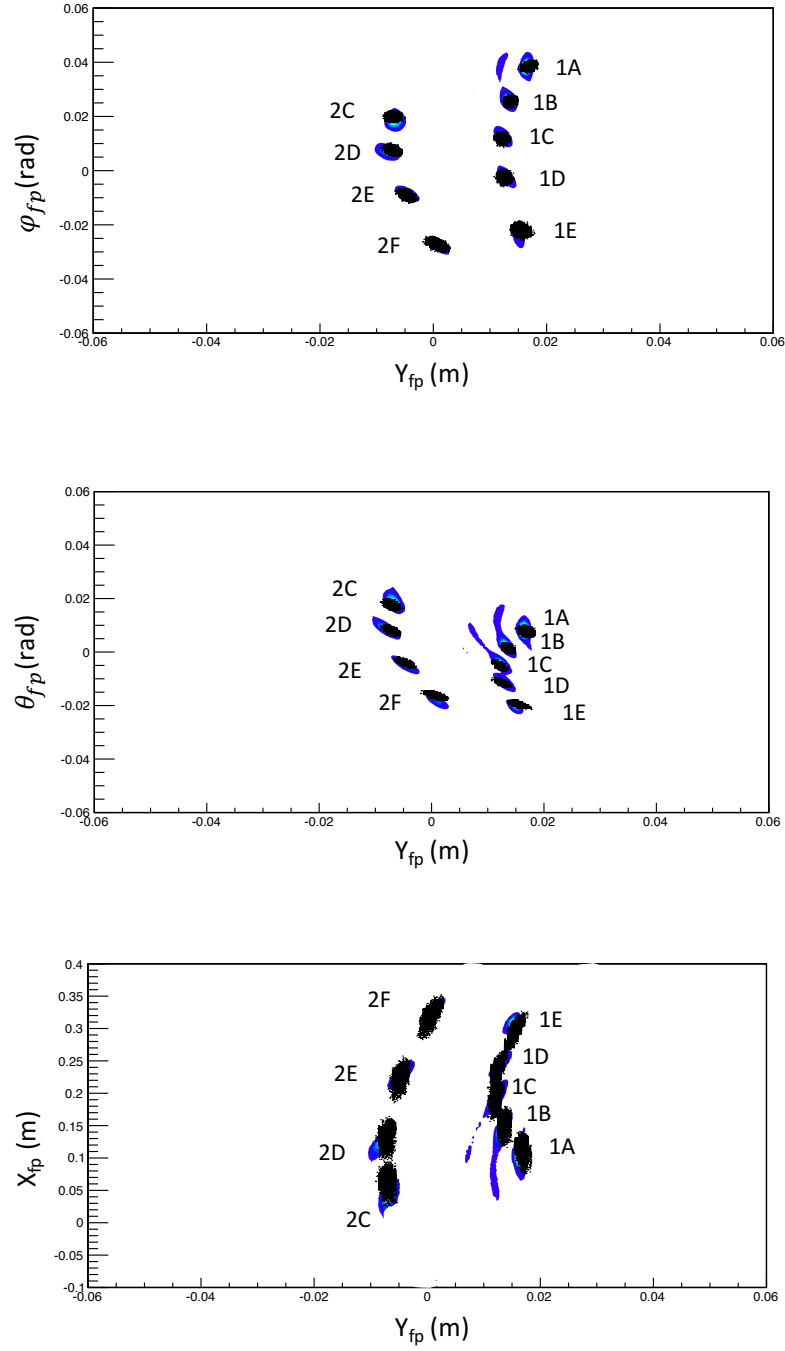 0.06
0.04
0.02
0
-0.02
-0.04
-0.06
φfp(rad)
1A
1B
2C
1C
2D
1D
2E
1E
2F
-0.06 -0.04 -0.02 0 0.02 0.04 0.06
Yfp (m)
0.06
0.04
0.02
0
-0.02
-0.04
-0.06
θfp(rad)
2C
1A
2D
1B
2E
1C
1D
2F
1E
-0.06 -0.04 -0.02 0 0.02 0.04 0.06
Yfp (m)
0.4
0.35
0.3
0.25
0.2
0.15
0.1
0.05
0
-0.05
-0.1
Xfp (m)
2F
1E
1D
2E
1C
1B
2D
1A
2C
-0.06 -0.04 -0.02 0 0.02 0.04 0.06
Yfp (m)